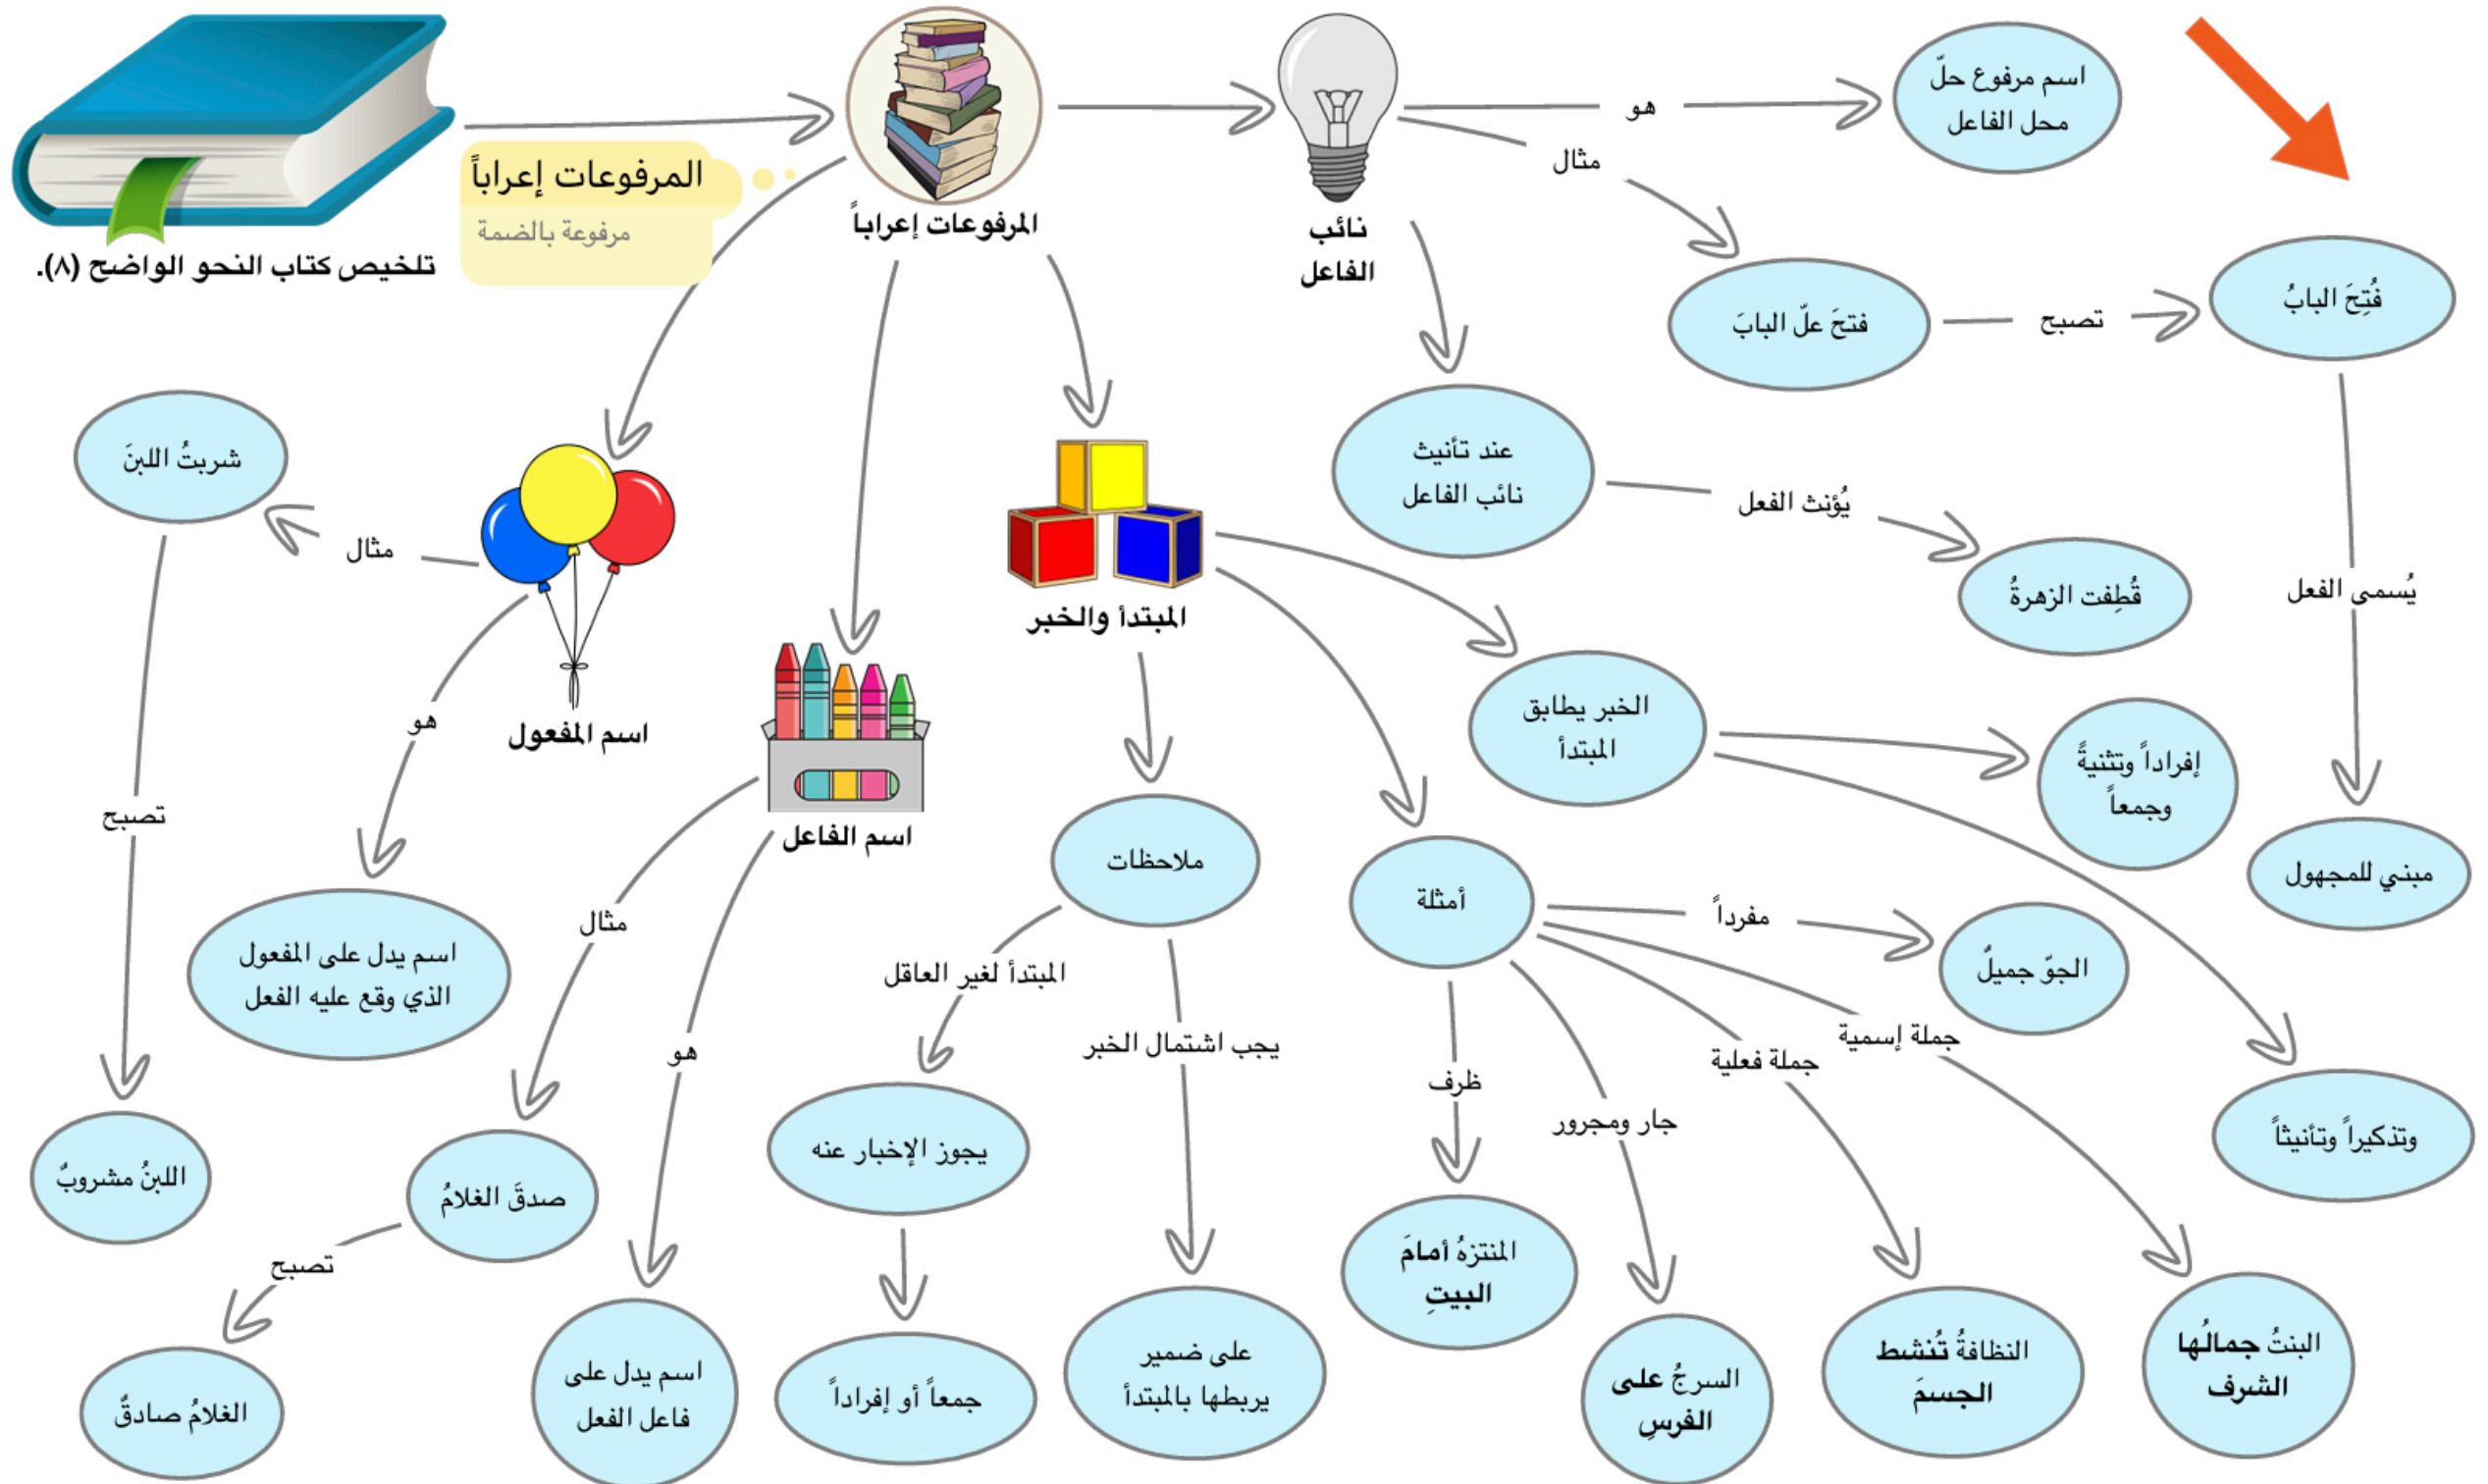 تلخيص كتاب النحو الواضح (٨).
المرفوعات إعراباً
مرفوعة بالضمة
المرفوعات إعراباً
نائب
الفاعل
هو
اسم مرفوع حلّ
محل الفاعل
مثال
فتحَ علّ البابَ
تصبح
فُتِحَ البابُ
يُسمى الفعل
مبني للمجهول
عند تأنيث
نائب الفاعل
يُؤنث الفعل
قُطِفت الزهرةُ
المبتدأ والخبر
الخبر يطابق
المبتدأ
إفراداً وتثنيةً
وجمعاً
وتذكيراً وتأنيثاً
أمثلة
مفرداً
الجوّ جميلٌ
جملة إسمية
البنتُ جمالُها
الشرف
جملة فعلية
النظافةُ تُنشط
الجسمَ
جار ومجرور
السرجُ على
الفرسِ
ظرف
المنتزهُ أمامَ
البيتِ
ملاحظات
يجب اشتمال الخبر
على ضمير
يربطها بالمبتدأ
المبتدأ لغير العاقل
يجوز الإخبار عنه
جمعاً أو إفراداً
اسم الفاعل
هو
اسم يدل على
فاعل الفعل
مثال
صدقَ الغلامُ
تصبح
الغلامُ صادقٌ
اسم المفعول
هو
اسم يدل على المفعول
الذي وقع عليه الفعل
مثال
شربتُ اللبنَ
تصبح
اللبنُ مشروبٌ